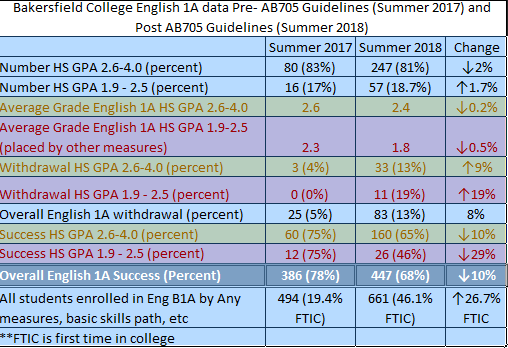 Bakersfield College English 1A data Pre- AB705 Guidelines (Summer 2017) and
Post AB705 Guidelines (Summer 2018)
Summer 2017 Summer 2018 Change
Number HS GPA 2.6-4.0 (percent) 80 (83%) 247 (81%) ↓2%
Number HS GPA 1.9 - 2.5 (percent) 16 (17%) 57 (18.7%) ↑1.7%
Average Grade English 1A HS GPA 2.6-4.0 2.6 2.4 ↓0.2%
Average Grade English 1A HS GPA 1.9-2.5
(placed by other measures) 2.3 1.8 ↓0.5%
Withdrawal HS GPA 2.6-4.0 (percent) 3 (4%) 33 (13%) ↑9%
Withdrawal HS GPA 1.9 - 2.5 (percent) 0 (0%) 11 (19%) ↑19%
Overall English 1A withdrawal (percent) 25 (5%) 83 (13%) 8%
Success HS GPA 2.6-4.0 (percent) 60 (75%) 160 (65%) ↓10%
Success HS GPA 1.9 - 2.5 (percent) 12 (75%) 26 (46%) ↓29%
Overall English 1A Success (Percent) 386 (78%) 447 (68%) ↓10%
All students enrolled in Eng B1A by Any 494 (19.4% 661 (46.1% ↑26.7%
measures, basic skills path, etc FTIC) FTIC) FTIC
**FTIC is first time in college